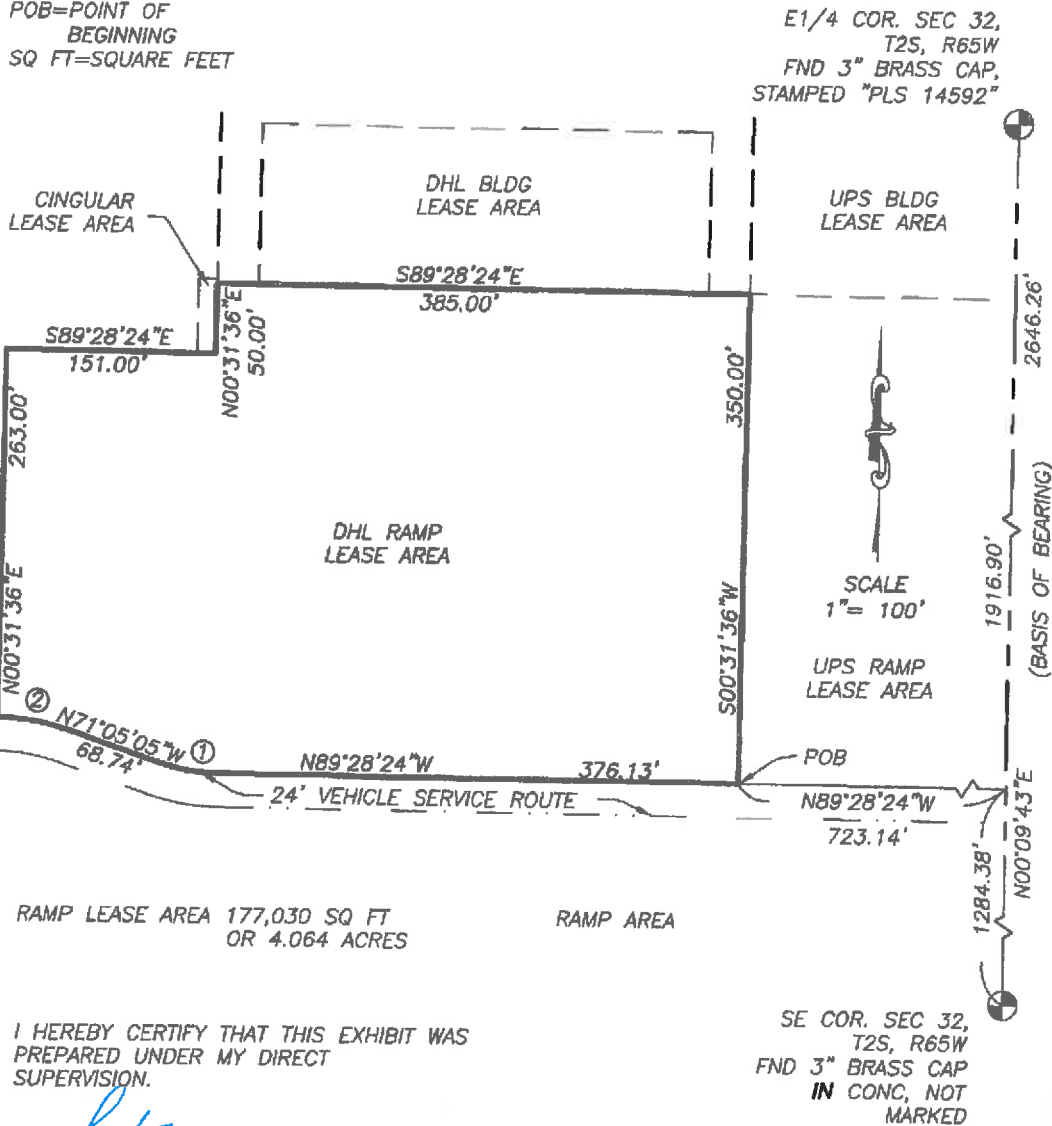 POB=POINT OF
BEGINNING
SQ FT=SQUARE FEET
E1/4 COR. SEC 32,
T2S, R65W
FND 3" BRASS CAP,
STAMPED "PLS 14592"
CINGULAR
LEASE AREA
DHL BLDG
LEASE AREA
UPS BLDG
LEASE AREA
S89°28'24"E
385.00'
S89°28'24"E
151.00'
N00°31'36"E
50.00'
350.00'
2646.26'
263.00'
DHL RAMP
LEASE AREA
SCALE
1"= 100'
1916.90'
(BASIS OF BEARING)
N00°31'36"E
S00°31'36"W
UPS RAMP
LEASE AREA
②
N71°05'05"W
68.74'
①
N89°28'24"W
376.13'
POB
24' VEHICLE SERVICE ROUTE
N89°28'24"W
723.14'
N00°09'43"E
1284.38'
RAMP LEASE AREA 177,030 SQ FT
OR 4.064 ACRES
RAMP AREA
I HEREBY CERTIFY THAT THIS EXHIBIT WAS
PREPARED UNDER MY DIRECT
SUPERVISION.
SE COR. SEC 32,
T2S, R65W
FND 3" BRASS CAP
IN CONC, NOT
MARKED